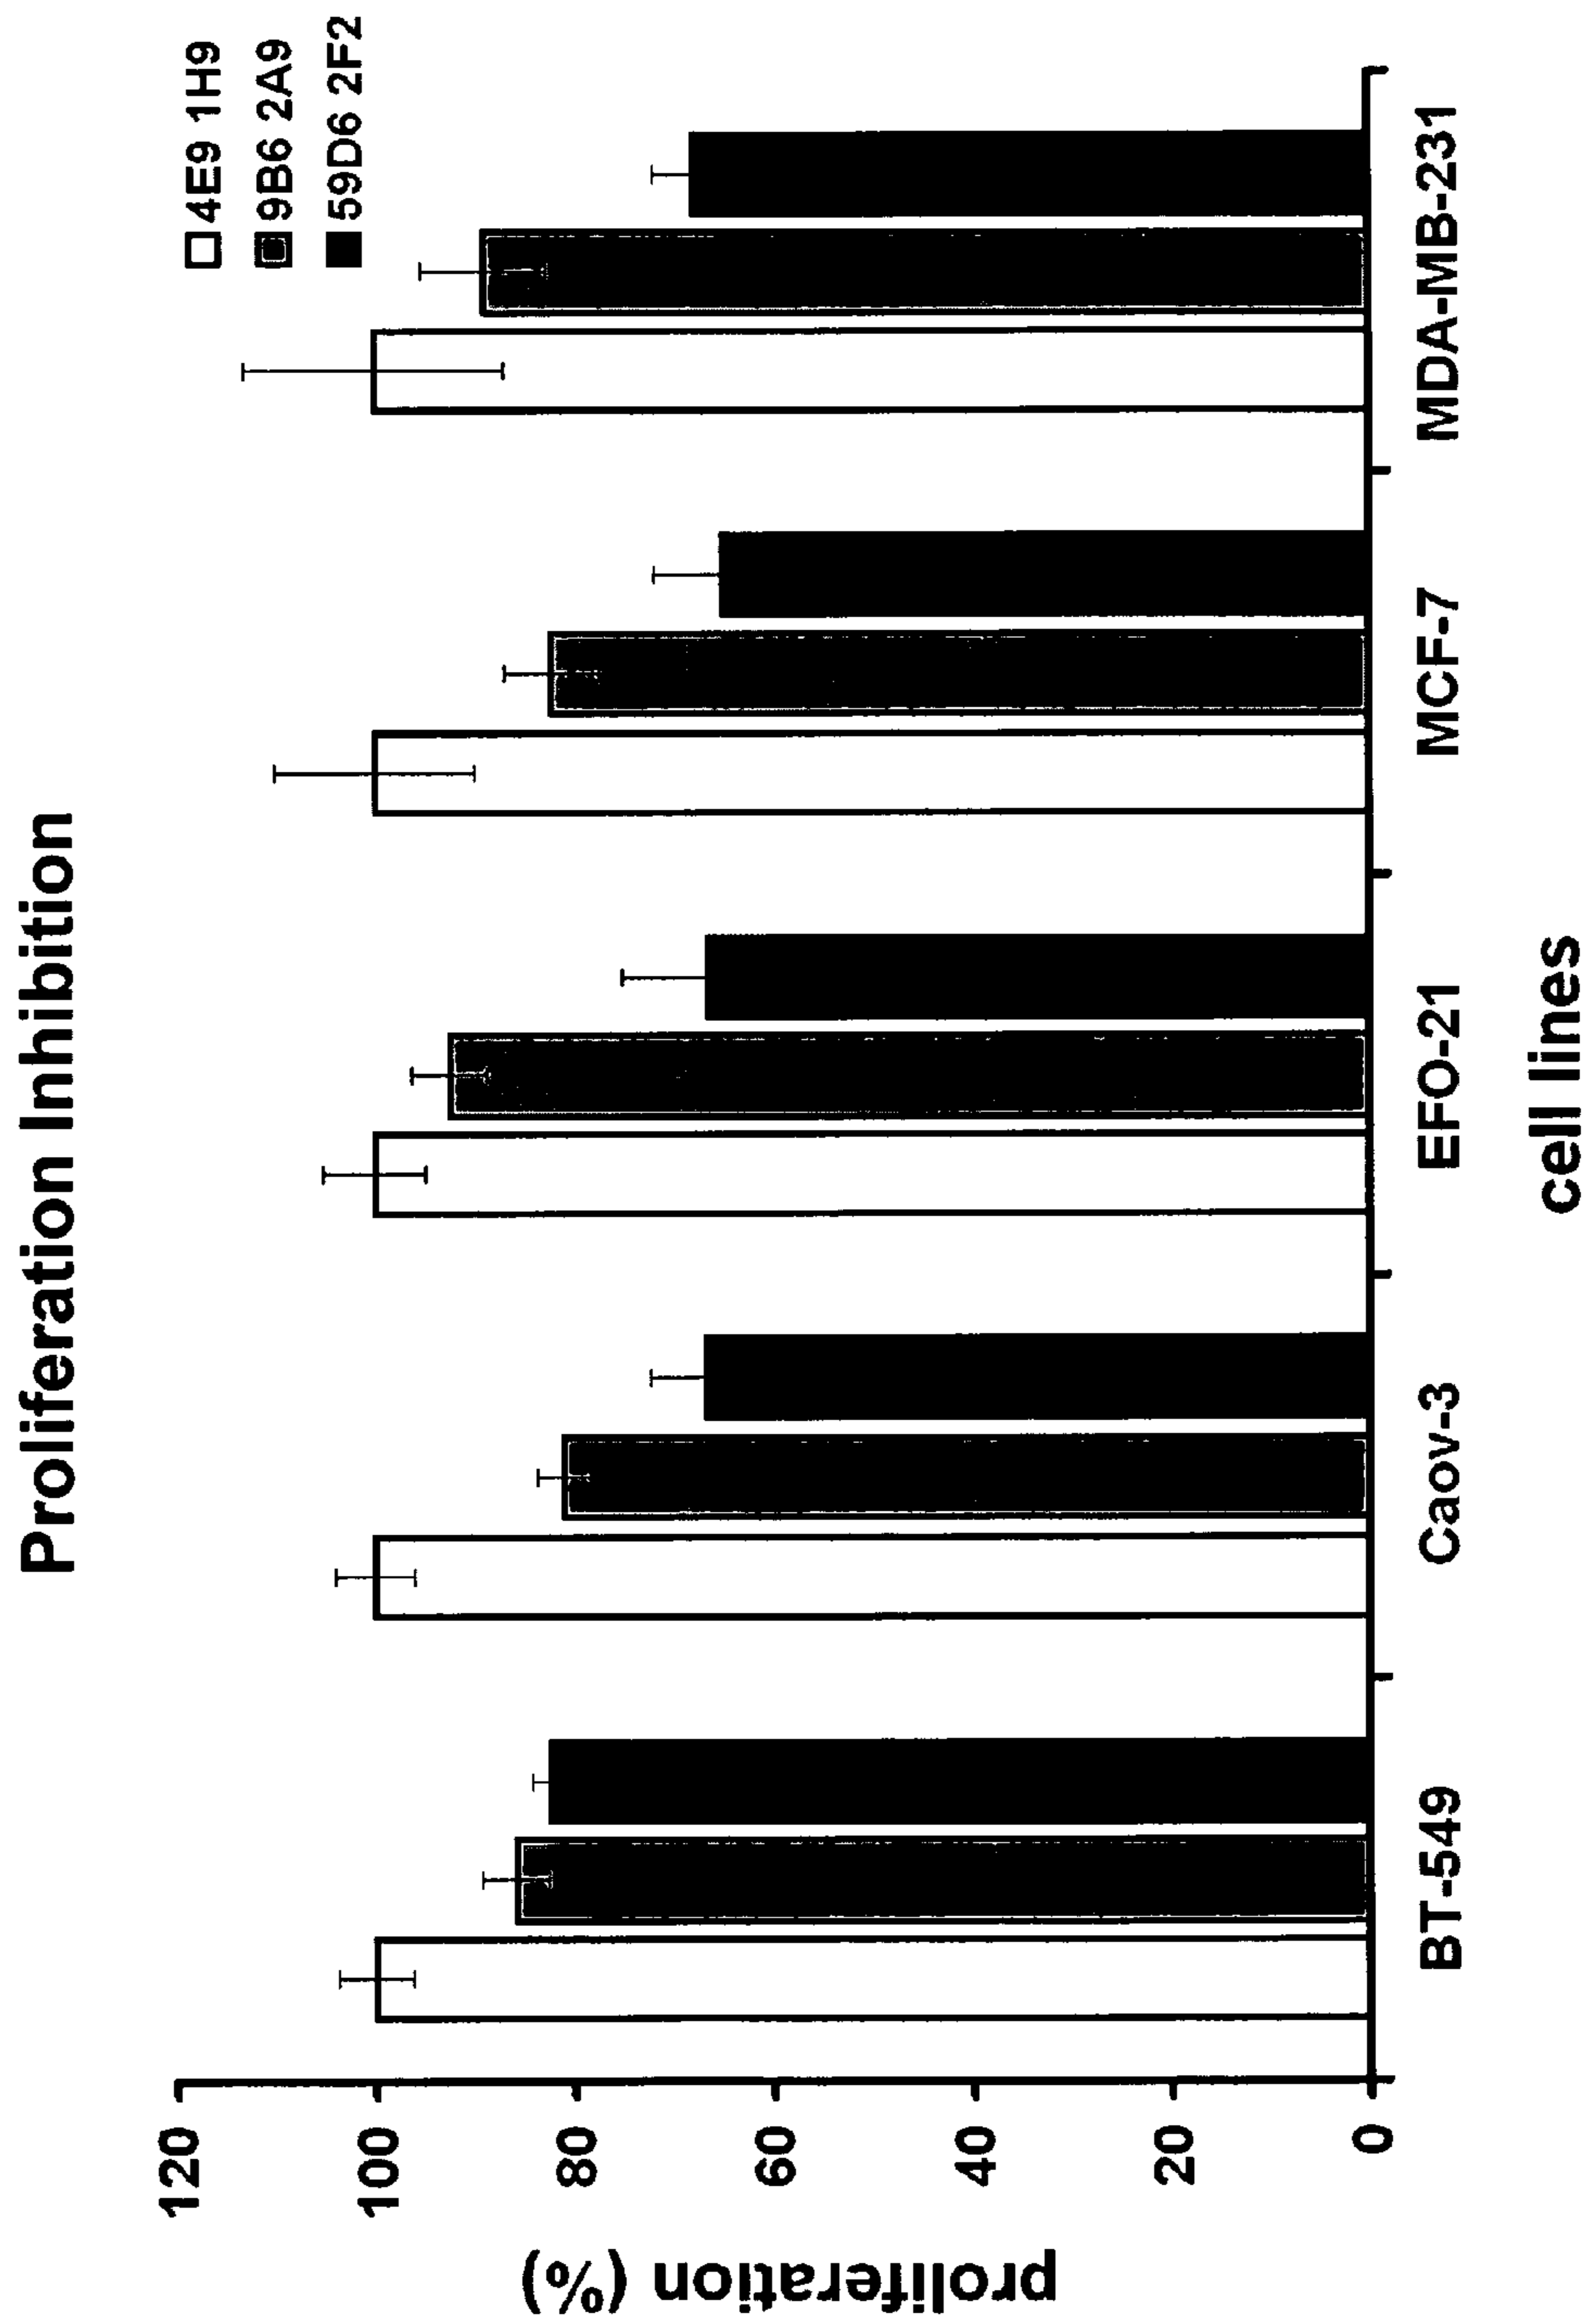 Proliferation Inhibition
4E9 1H9
9B6 2A9
59D6 2F2
proliferation (%)
120
100
80
60
40
20
0
BT-549
Caov-3
EFO-21
MCF-7
MDA-MB-231
cell lines